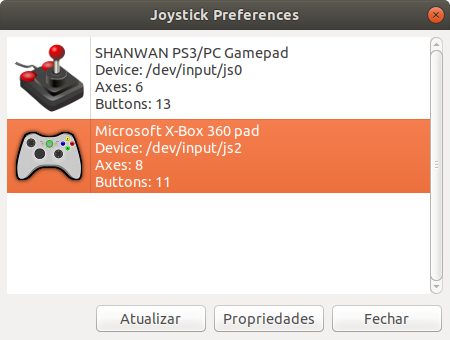 Joystick Preferences
SHANWAN PS3/PC Gamepad
Device: /dev/input/js0
Axes: 6
Buttons: 13
Microsoft X-Box 360 pad
Device: /dev/input/js2
Axes: 8
Buttons: 11
Atualizar
Propriedades
Fechar